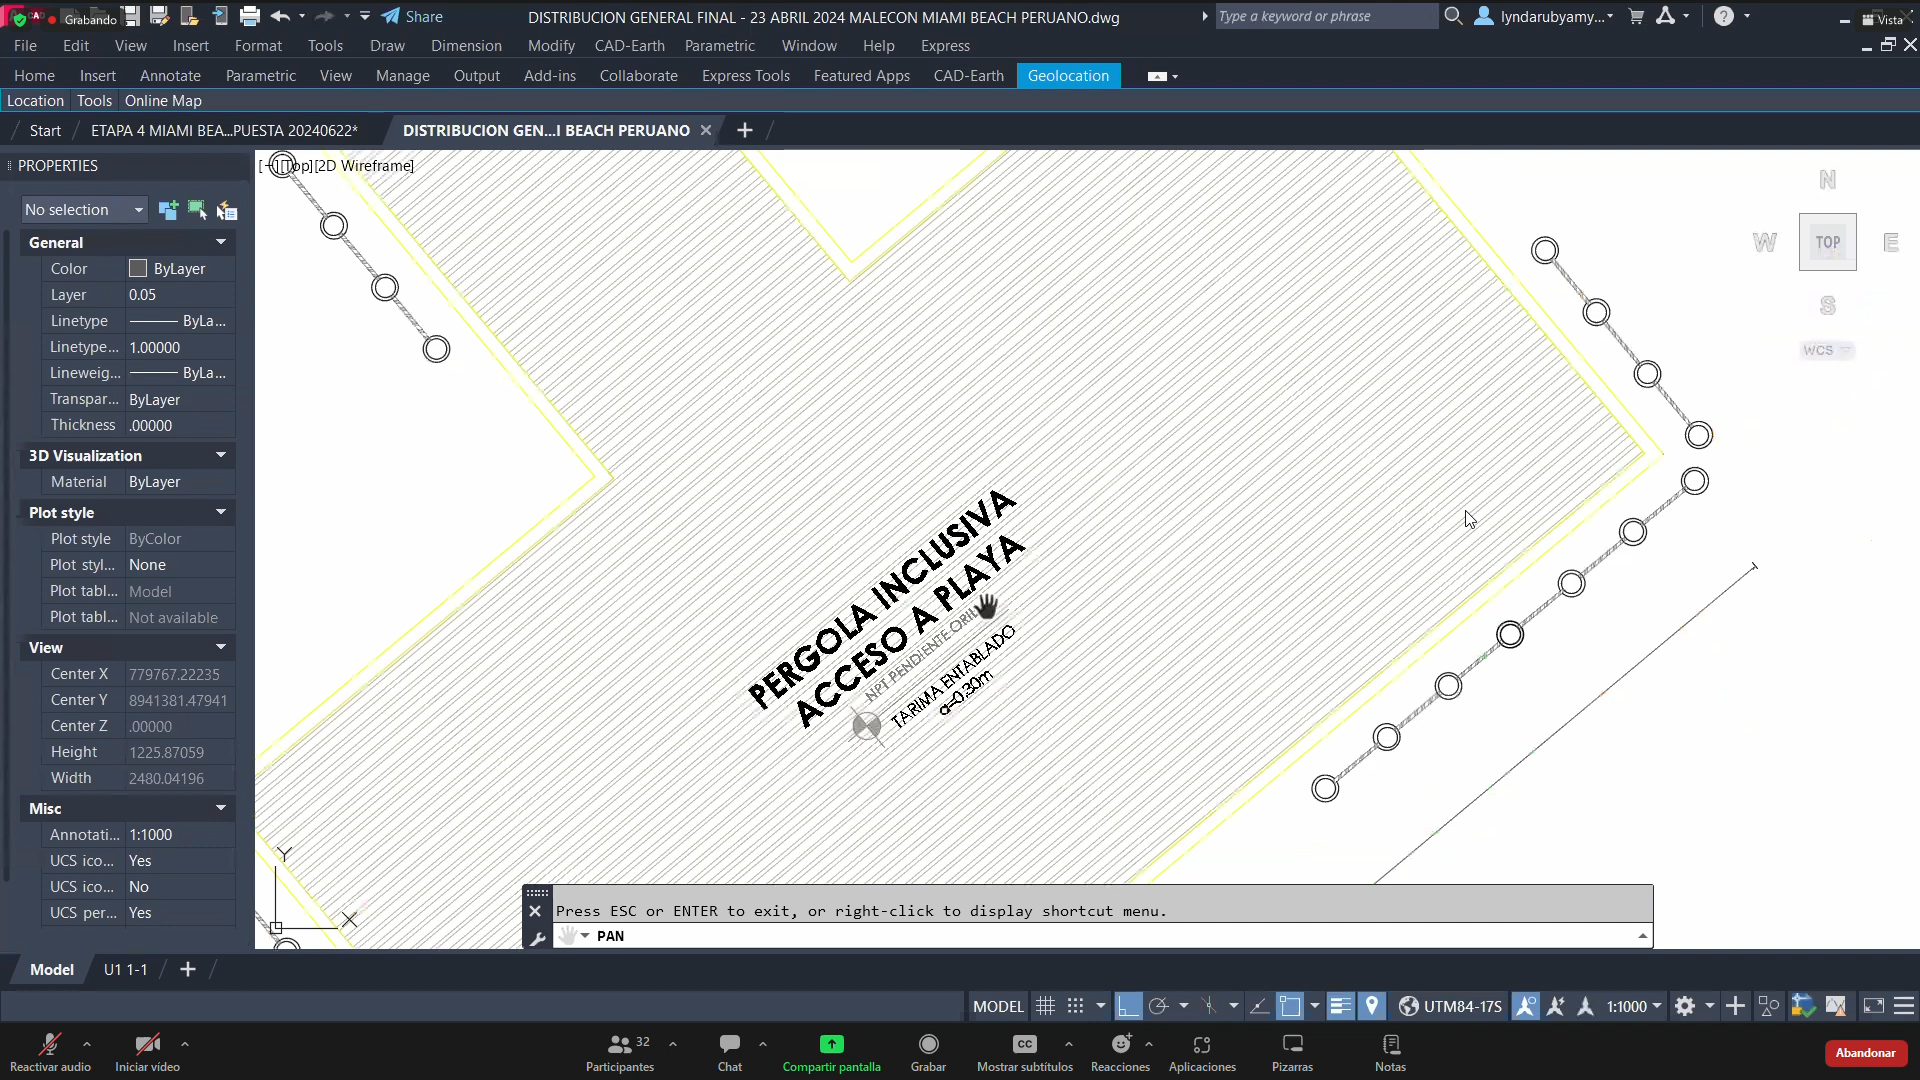 Grabando
Share
DISTRIBUCION GENERAL FINAL - 23 ABRIL 2024 MALECON MIAMI BEACH PERUANO.dwg
Type a keyword or phrase
lyndarubyamy...
Vista
File Edit View Insert Format Tools Draw Dimension Modify CAD-Earth Parametric Window Help Express
Home Insert Annotate Parametric View Manage Output Add-ins Collaborate Express Tools Featured Apps CAD-Earth Geolocation
Location Tools Online Map
Start ETAPA 4 MIAMI BEA...PUESTA 20240622* DISTRIBUCION GEN...I BEACH PERUANO
PROPERTIES
[-][Top][2D Wireframe]
No selection
General
Color ByLayer
Layer 0.05
Linetype ByLa...
Linetype... 1.00000
Lineweig... ByLa...
Transpar... ByLayer
Thickness .00000
3D Visualization
Material ByLayer
Plot style
Plot style ByColor
Plot styl... None
Plot tabl... Model
Plot tabl... Not available
View
Center X 779767.22235
Center Y 8941381.47941
Center Z .00000
Height 1225.87059
Width 2480.04196
Misc
Annotati... 1:1000
UCS ico... Yes
UCS ico... No
UCS per... Yes
N
W TOP E
S
WCS
PERGOLA INCLUSIVA
ACCESO A PLAYA
NPT PENDIENTE
TARIMA ENTABLADO
a=0.30m
Y
X
Press ESC or ENTER to exit, or right-click to display shortcut menu.
PAN
Model U1 1-1
MODEL UTM84-17S 1:1000
Reactivar audio Iniciar vídeo Participantes 32 Chat Compartir pantalla Grabar Mostrar subtítulos Reacciones Aplicaciones Pizarras Notas Abandonar